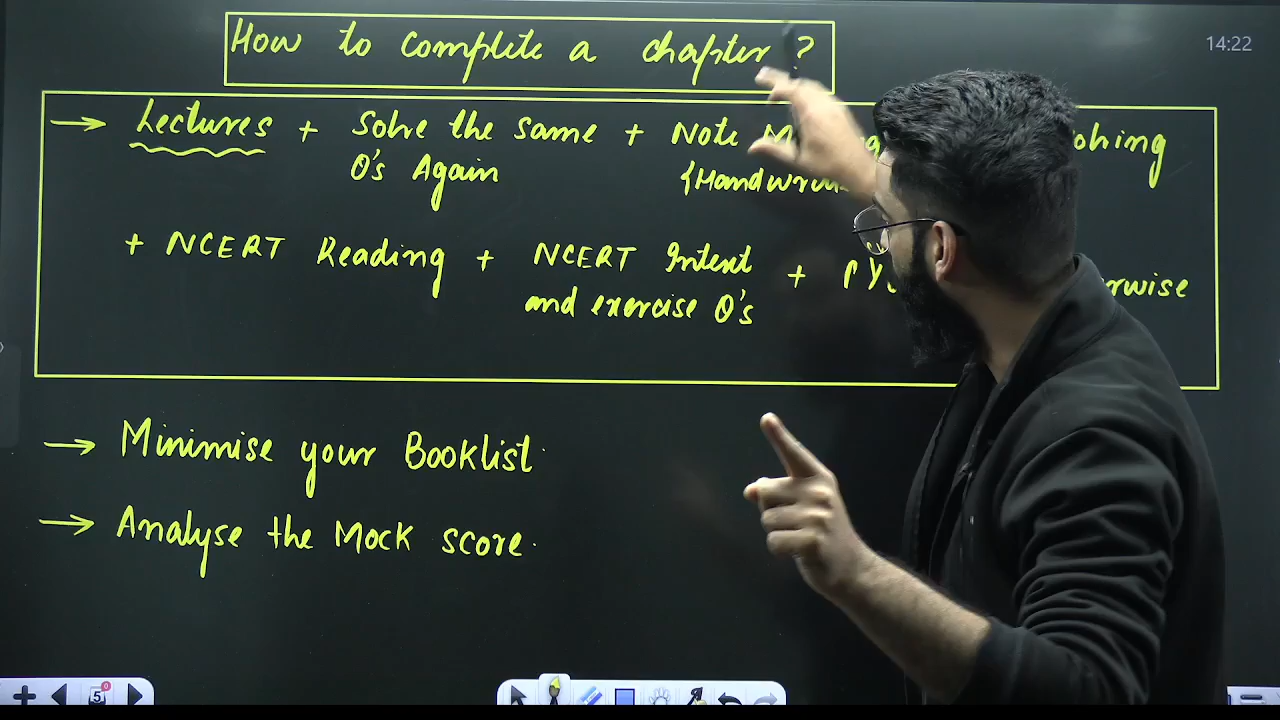 How to complete a chapter ?
14:22
→ Lectures + Solve the same + Note
Q's Again
+ NCERT Reading + NCERT Intext +
and exercise Q's
→ Minimise your Booklist.
→ Analyse the Mock score.
5